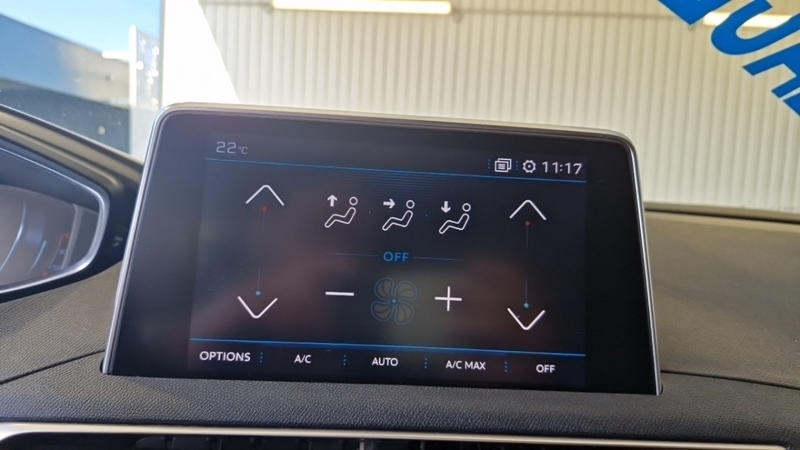 22°C
11:17
OFF
OPTIONS A/C AUTO A/C MAX OFF